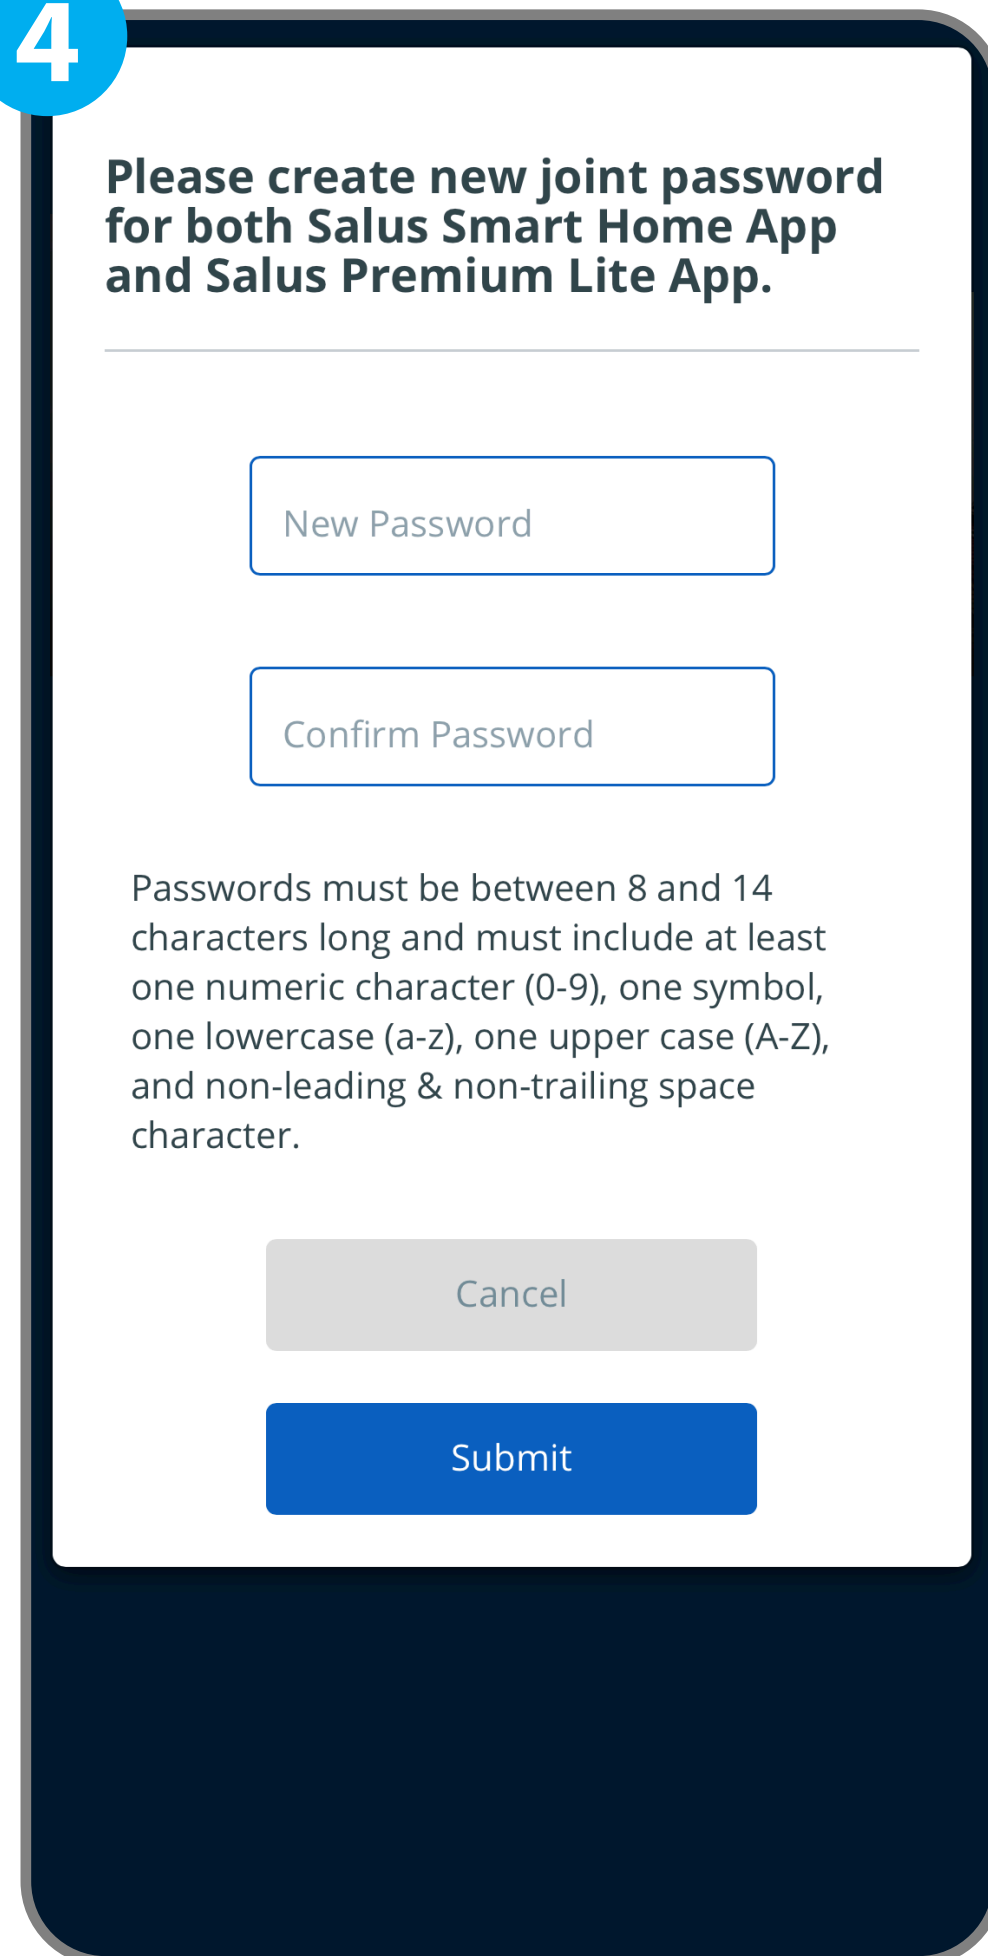 4
Please create new joint password
for both Salus Smart Home App
and Salus Premium Lite App.
New Password
Confirm Password
Passwords must be between 8 and 14
characters long and must include at least
one numeric character (0-9), one symbol,
one lowercase (a-z), one upper case (A-Z),
and non-leading & non-trailing space
character.
Cancel
Submit